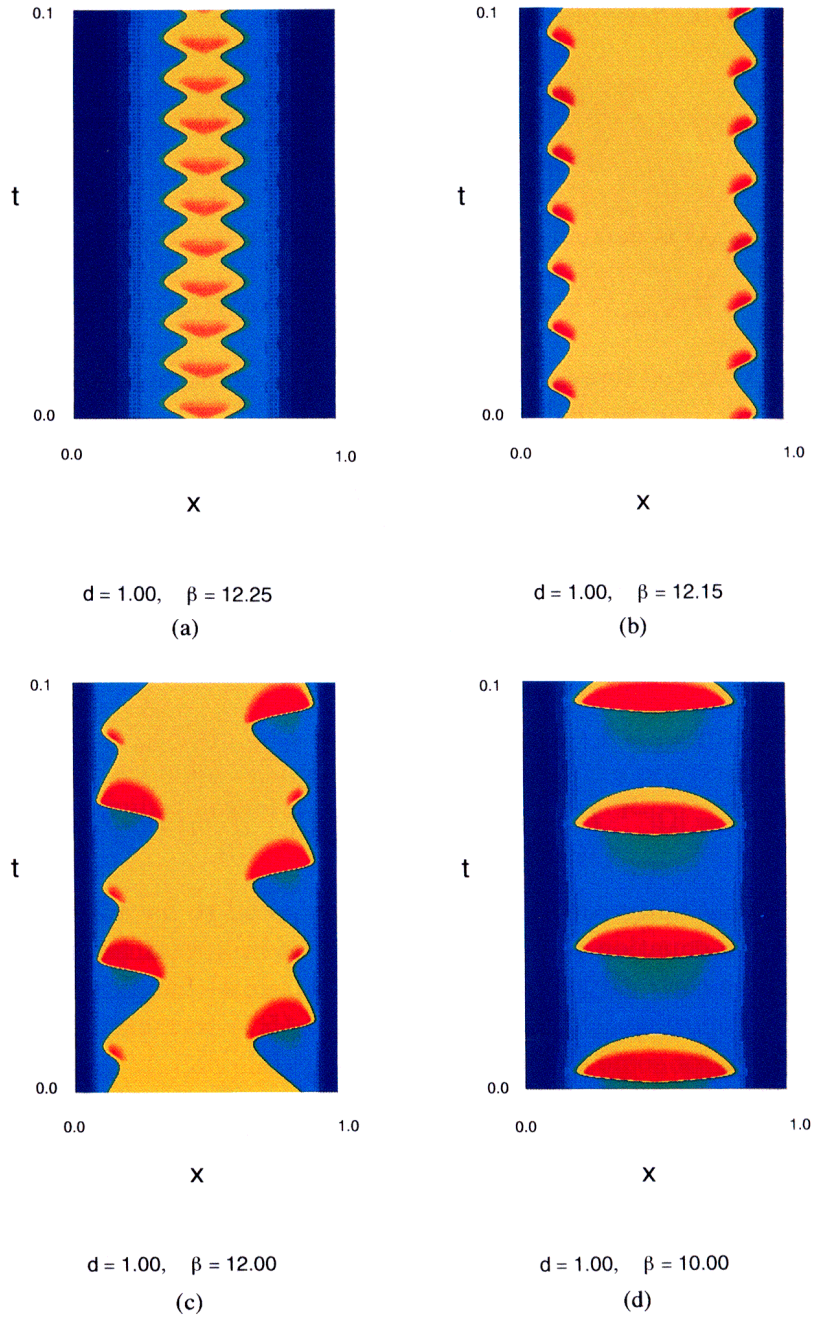 0.1
0.1
t
t
0.0
0.0
0.0
1.0
0.0
1.0
x
x
d = 1.00, β = 12.25
d = 1.00, β = 12.15
(a)
(b)
0.1
0.1
t
t
0.0
0.0
0.0
1.0
0.0
1.0
x
x
d = 1.00, β = 12.00
d = 1.00, β = 10.00
(c)
(d)